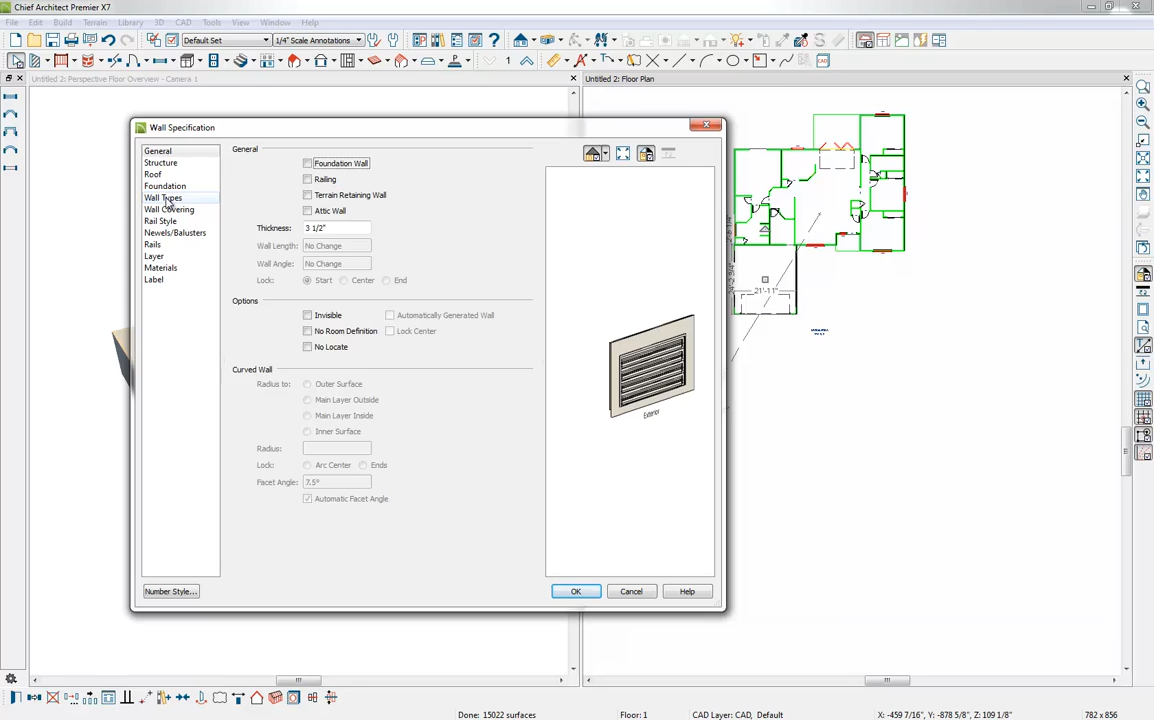 Chief Architect Premier X7
File Edit Build Terrain Library 3D CAD Tools View Window Help
Default Set 1/4" Scale Annotations
1
Untitled 2: Perspective Floor Overview - Camera 1
Untitled 2: Floor Plan
Wall Specification
General
Structure
Roof
Foundation
Wall Types
Wall Covering
Rail Style
Newels/Balusters
Rails
Layer
Materials
Label
General
Foundation Wall
Railing
Terrain Retaining Wall
Attic Wall
Thickness: 3 1/2"
Wall Length: No Change
Wall Angle: No Change
Lock: Start Center End
Options
Invisible Automatically Generated Wall
No Room Definition Lock Center
No Locate
Curved Wall
Radius to: Outer Surface
Main Layer Outside
Main Layer Inside
Inner Surface
Radius:
Lock: Arc Center Ends
Facet Angle: 7.5°
Automatic Facet Angle
Exterior
21'-11"
Number Style...
OK Cancel Help
Done: 15022 surfaces Floor: 1 CAD Layer: CAD, Default X: -459 7/16", Y: -878 5/8", Z: 109 1/8" 782 x 856